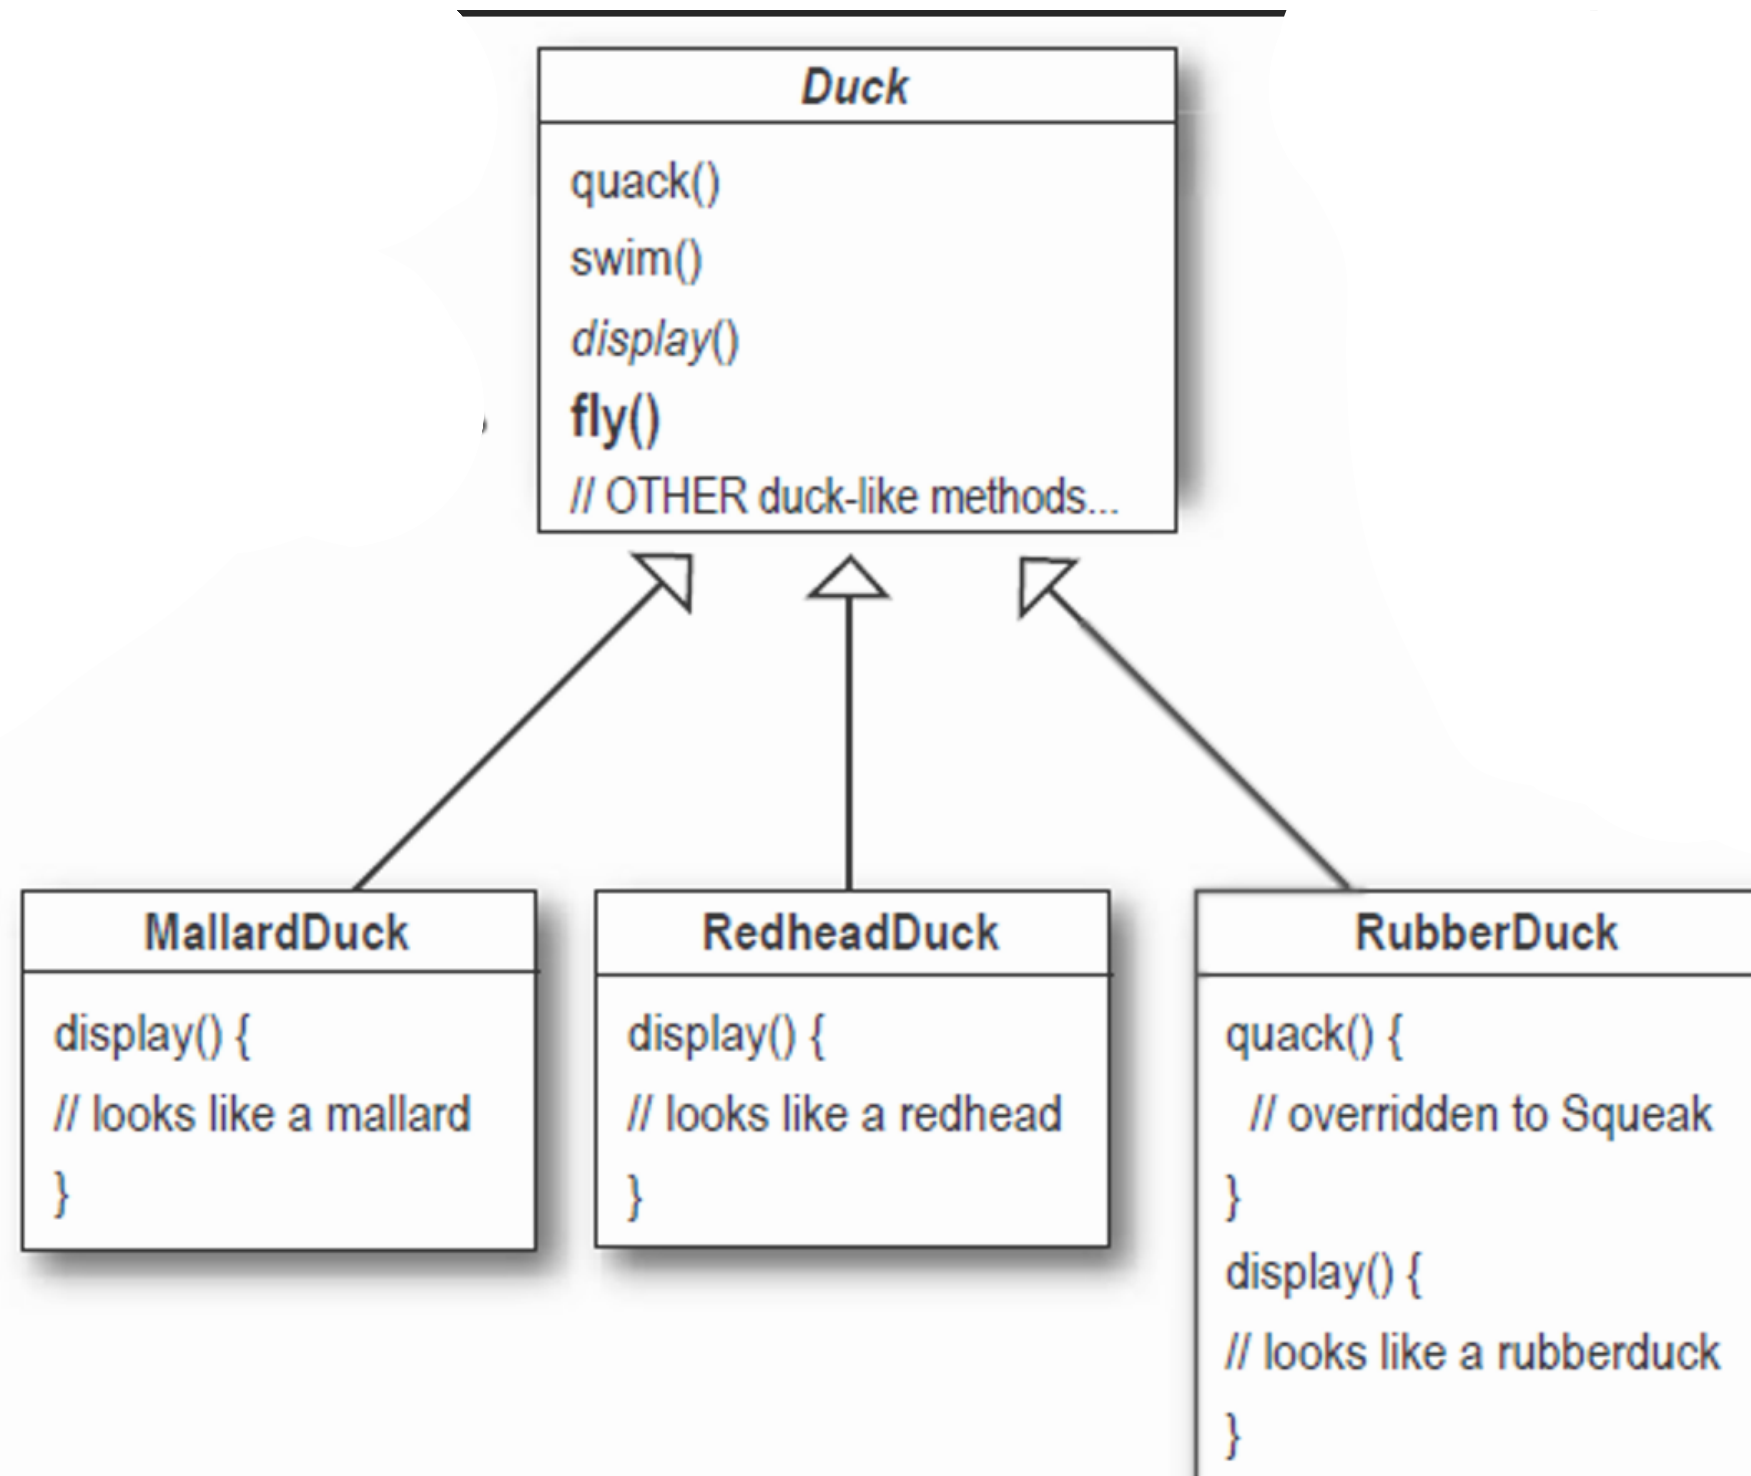 Duck
quack()
swim()
display()
fly()
// OTHER duck-like methods...
MallardDuck
display() {
// looks like a mallard
}
RedheadDuck
display() {
// looks like a redhead
}
RubberDuck
quack() {
// overridden to Squeak
}
display() {
// looks like a rubberduck
}